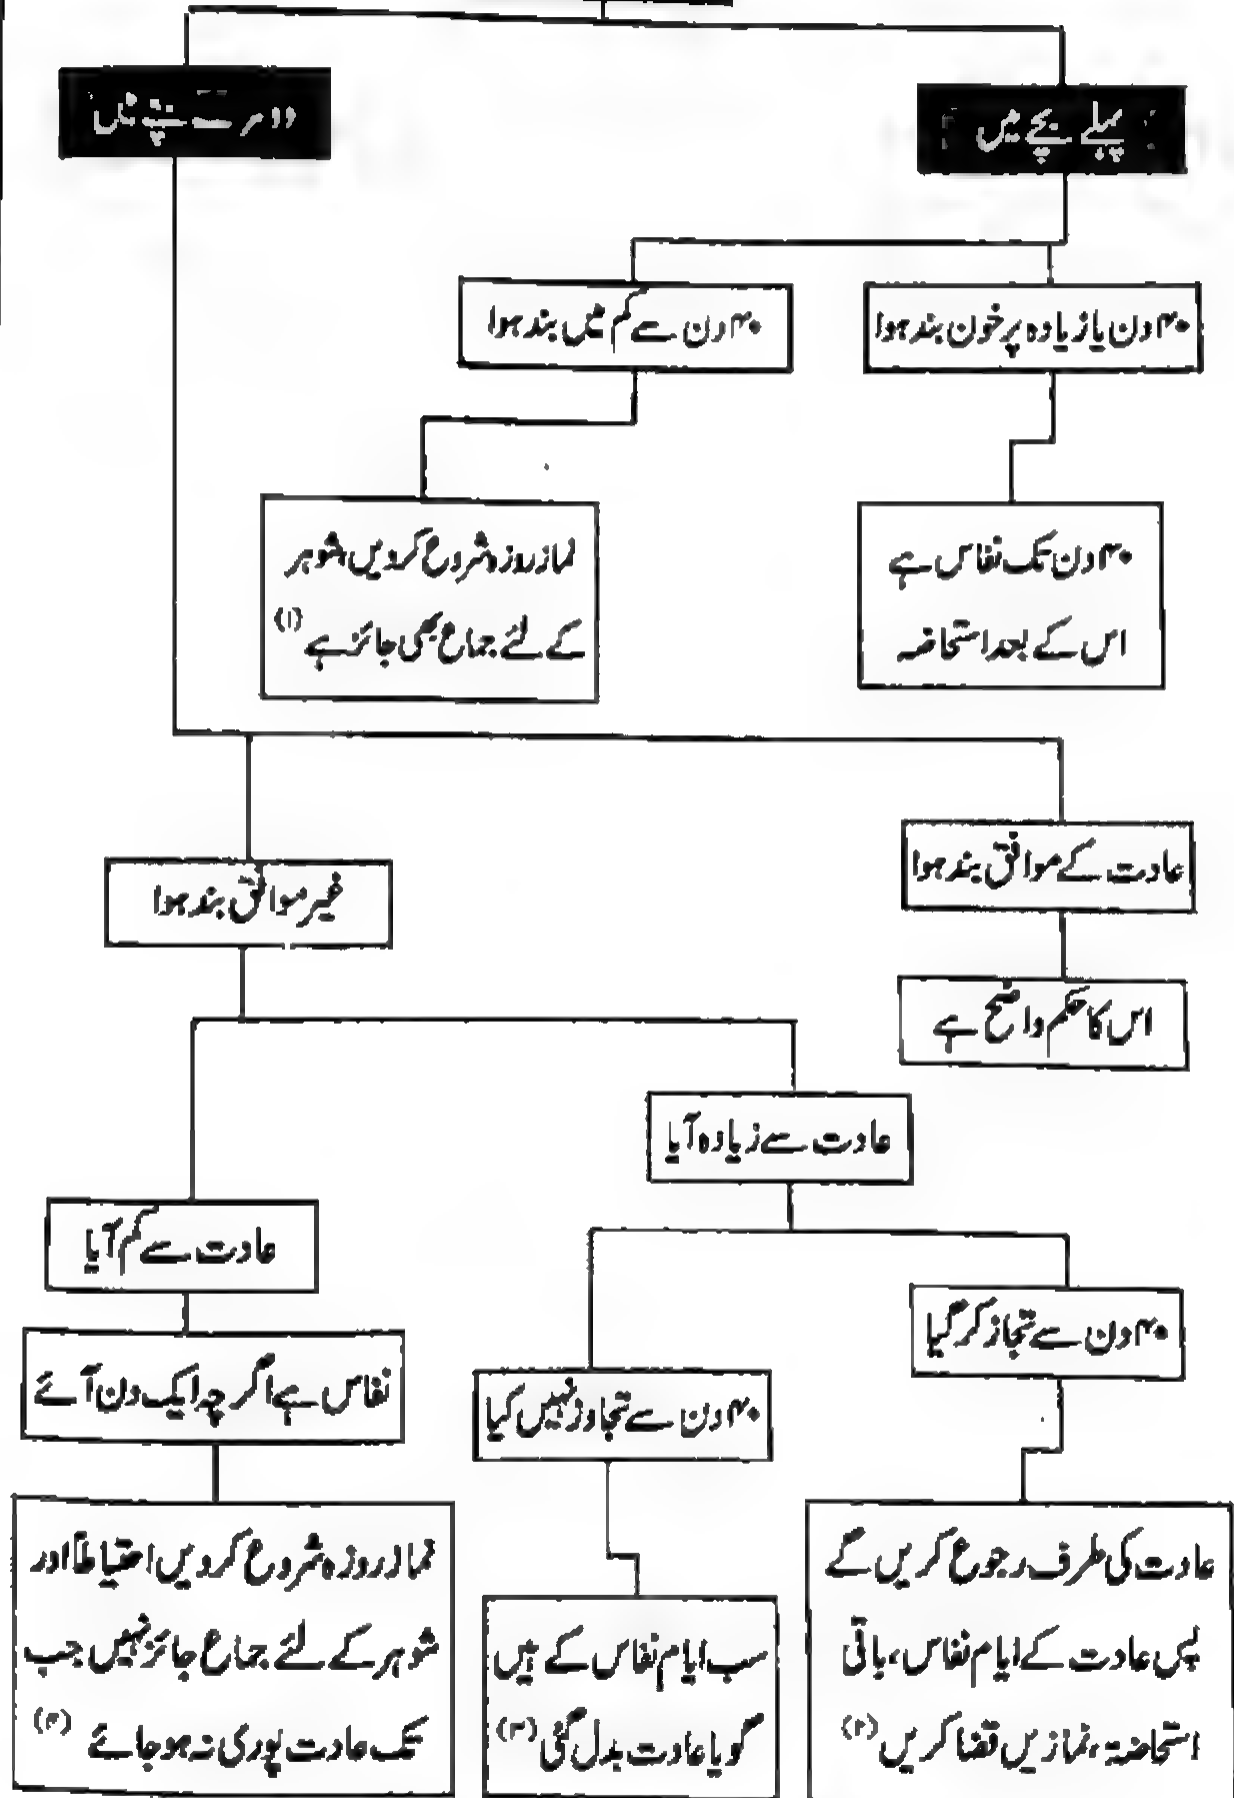 پہلے بچے میں
دوسرے بچے میں
۴۰ دن یا زیادہ پر خون بند ہوا
۴۰ دن سے کم میں بند ہوا
۴۰ دن تک نفاس ہے
اس کے بعد استحاضہ
نماز روزہ شروع کردیں، شوہر
کے لئے جماع بھی جائز ہے (۱)
عادت کے موافق بند ہوا
غیر موافق بند ہوا
اس کا حکم واضح ہے
عادت سے زیادہ آیا
عادت سے کم آیا
۴۰ دن سے تجاز کر گیا
۴۰ دن سے تجاوز نہیں کیا
نفاس ہے اگر چہ ایک دن آئے
عادت کی طرف رجوع کریں گے
پس عادت کے ایام نفاس، باقی
استحاضۃ، نمازیں قضا کریں (۲)
سب ایام نفاس کے ہیں
گویا عادت بدل گئی (۳)
نماز روزہ شروع کردیں احتیاطاً اور
شوہر کے لئے جماع جائز نہیں جب
تک عادت پوری نہ ہو جائے (۴)